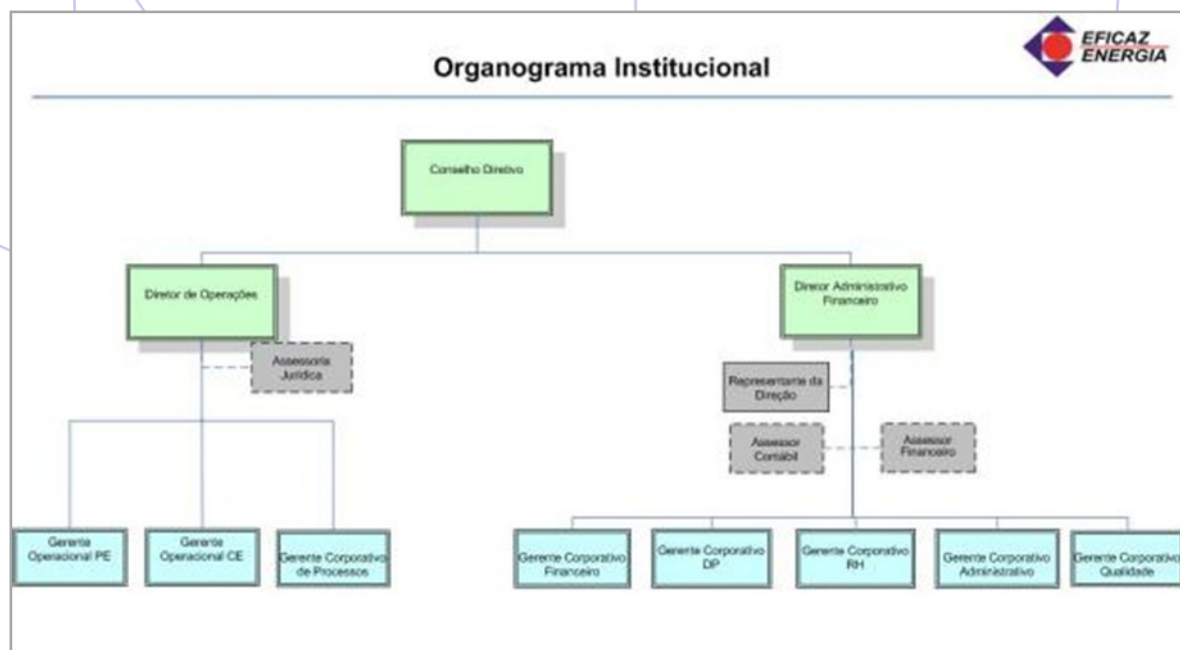 EFICAZ
ENERGIA
Organograma Institucional
Conselho Diretivo
Diretor de Operações
Diretor Administrativo
Financeiro
Assessoria
Jurídica
Representante da
Direção
Assessor
Contábil
Assessor
Financeiro
Gerente
Operacional PE
Gerente
Operacional CE
Gerente Corporativo
de Processos
Gerente Corporativo
Financeiro
Gerente Corporativo
DP
Gerente Corporativo
RH
Gerente Corporativo
Administrativo
Gerente Corporativo
Qualidade